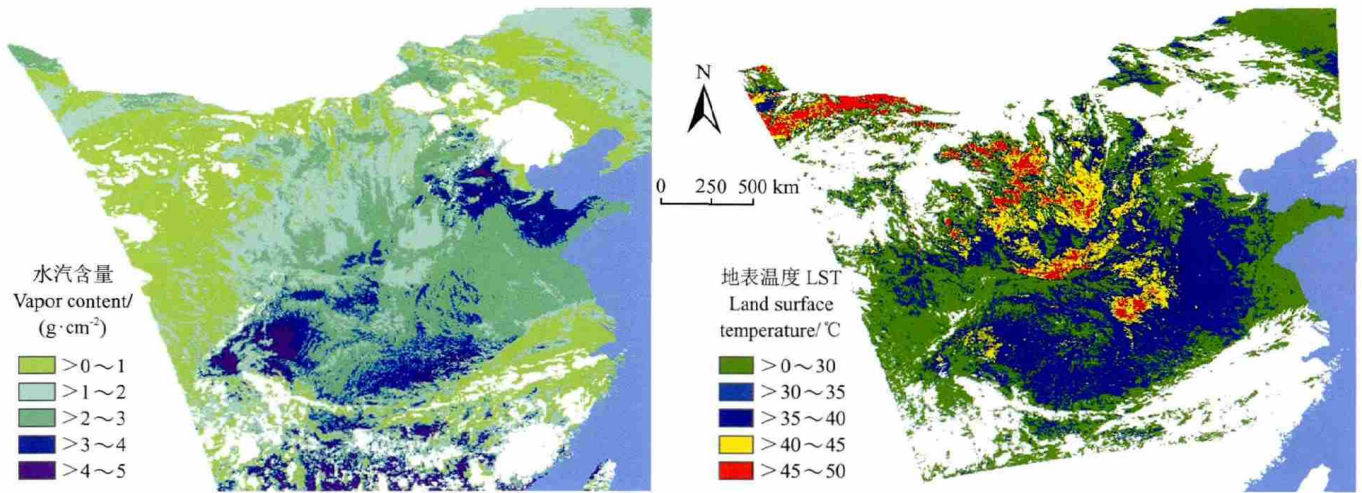 水汽含量
Vapor content/
(g·cm⁻²)
>0～1
>1～2
>2～3
>3～4
>4～5
N
0 250 500 km
地表温度 LST
Land surface
temperature/℃
>0～30
>30～35
>35～40
>40～45
>45～50